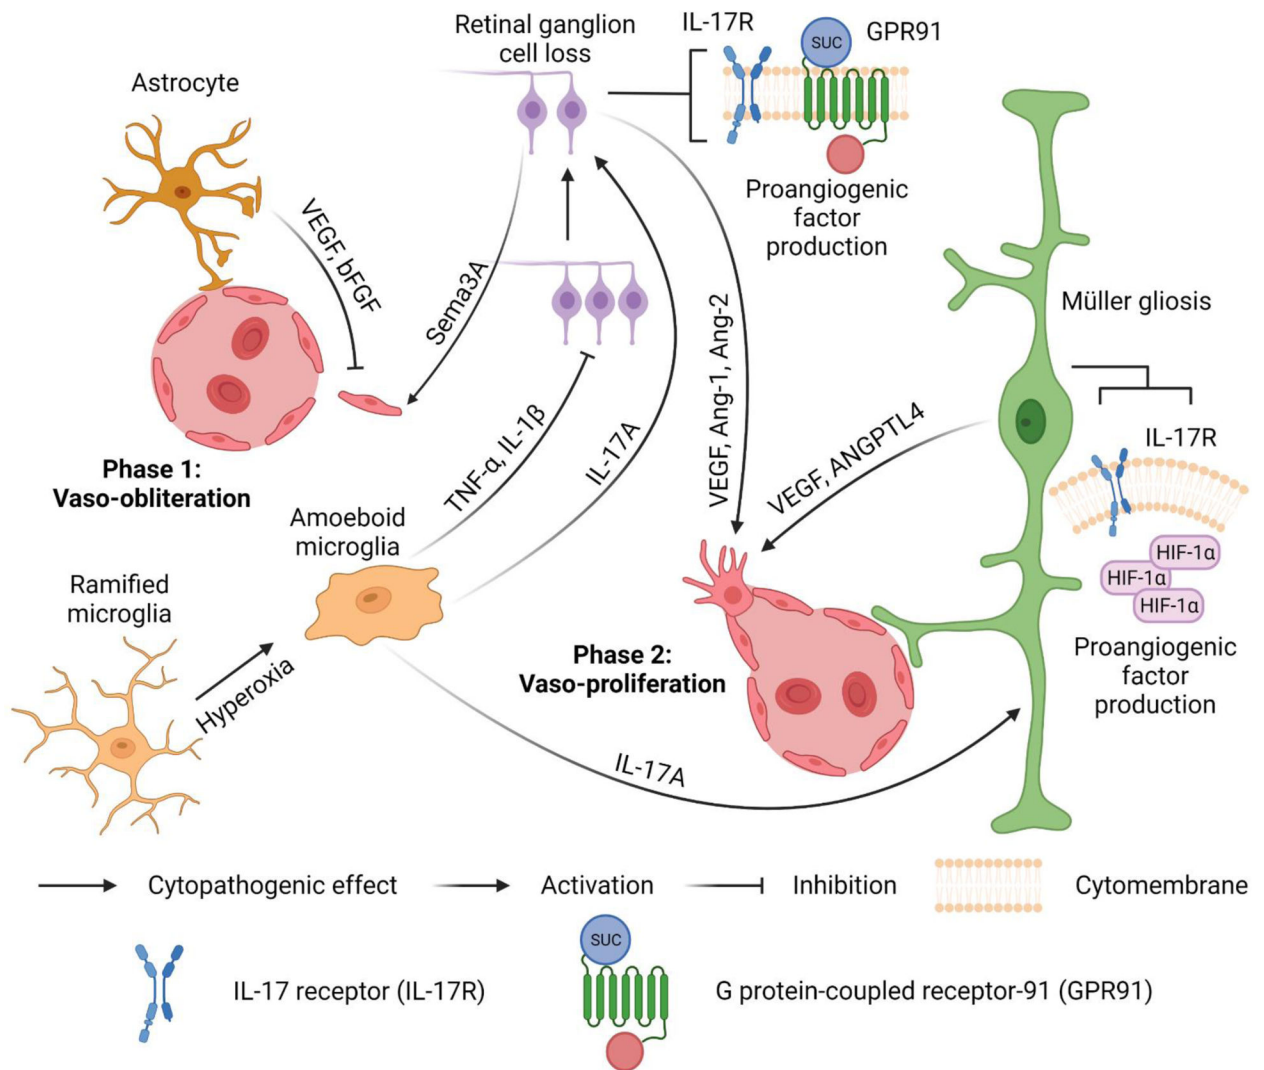 Retinal ganglion
cell loss
IL-17R
SUC
GPR91
Astrocyte
Proangiogenic
factor
production
VEGF, bFGF
Sema3A
VEGF, Ang-1, Ang-2
Müller gliosis
TNF-α, IL-1β
IL-17A
VEGF, ANGPTL4
IL-17R
Phase 1:
Vaso-obliteration
Amoeboid
microglia
HIF-1α
HIF-1α
HIF-1α
Ramified
microglia
Hyperoxia
Phase 2:
Vaso-proliferation
Proangiogenic
factor
production
IL-17A
Cytopathogenic effect
Activation
Inhibition
Cytomembrane
IL-17 receptor (IL-17R)
SUC
G protein-coupled receptor-91 (GPR91)